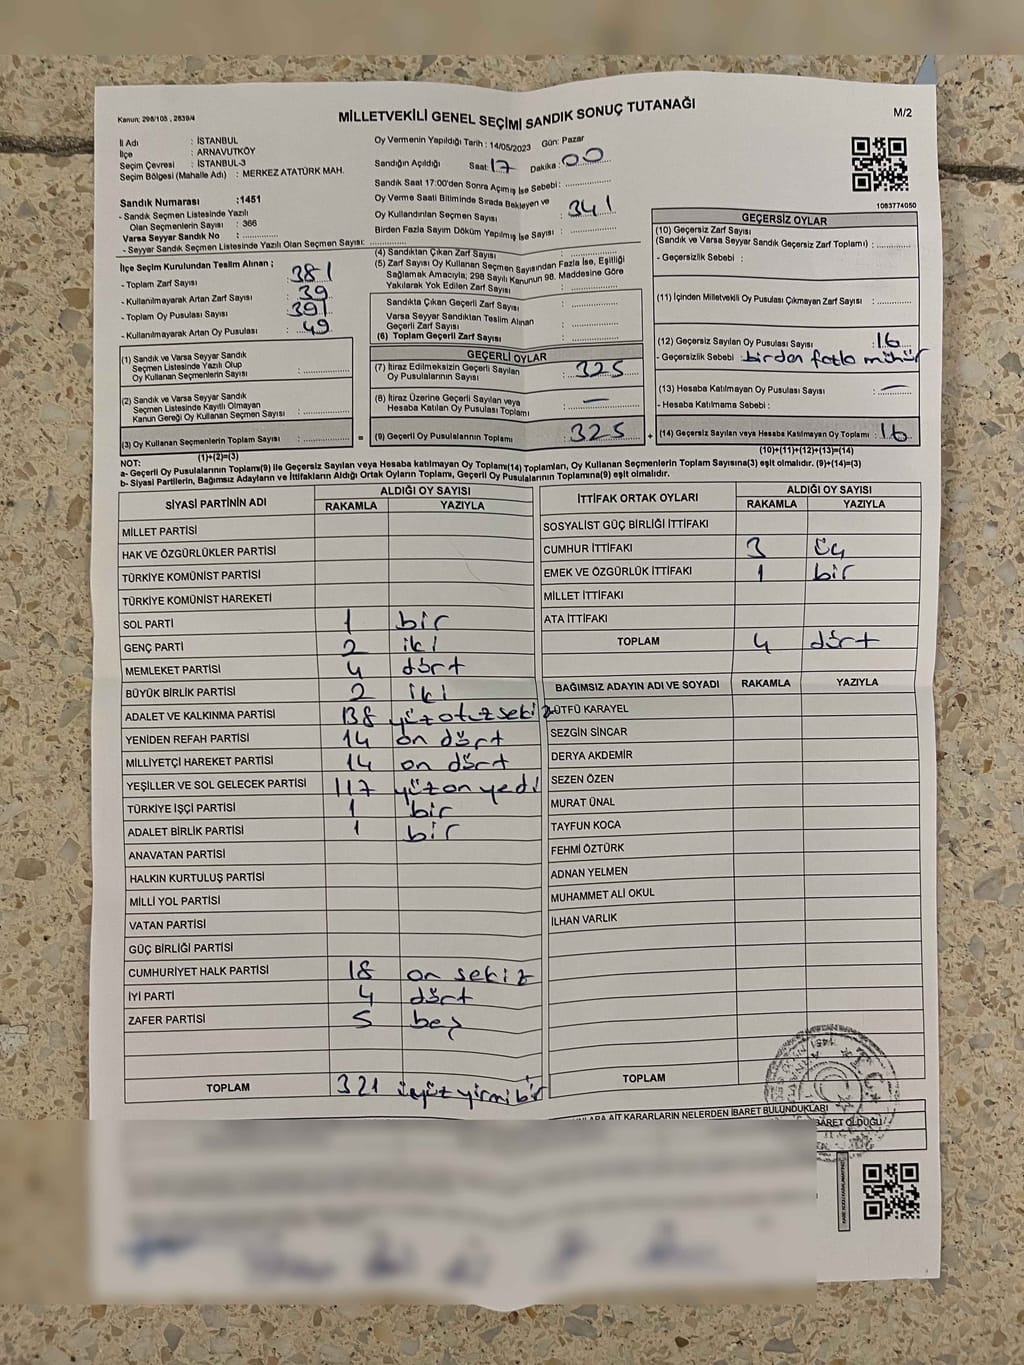 Kanun; 298/105 , 2839/4
MİLLETVEKİLİ GENEL SEÇİMİ SANDIK SONUÇ TUTANAĞI
M/2
İl Adı : İSTANBUL
İlçe : ARNAVUTKÖY
Seçim Çevresi : İSTANBUL-3
Seçim Bölgesi (Mahalle Adı) : MERKEZ ATATÜRK MAH.
Oy Vermenin Yapıldığı Tarih : 14/05/2023 Gün: Pazar
Sandığın Açıldığı Saat: 17 Dakika: 00
Sandık Saat 17:00'den Sonra Açımış İse Sebebi:
Oy Verme Saati Bitiminde Sırada Bekleyen ve
Oy Kullandırılan Seçmen Sayısı : 341
Birden Fazla Sayım Döküm Yapılmış İse Sayısı :
1083774050
Sandık Numarası :1451
- Sandık Seçmen Listesinde Yazılı
Olan Seçmenlerin Sayısı : 366
Varsa Seyyar Sandık No :
- Seyyar Sandık Seçmen Listesinde Yazılı Olan Seçmen Sayısı:
İlçe Seçim Kurulundan Teslim Alınan ;
- Toplam Zarf Sayısı : 381
- Kullanılmayarak Artan Zarf Sayısı : 39
- Toplam Oy Pusulası Sayısı : 391
- Kullanılmayarak Artan Oy Pusulası : 49
(1) Sandık ve Varsa Seyyar Sandık
Seçmen Listesinde Yazılı Olup
Oy Kullanan Seçmenlerin Sayısı :
(2) Sandık ve Varsa Seyyar Sandık
Seçmen Listesinde Kayıtlı Olmayan
Kanun Gereği Oy Kullanan Seçmen Sayısı :
(3) Oy Kullanan Seçmenlerin Toplam Sayısı : =
(1)+(2)=(3)
(4) Sandıktan Çıkan Zarf Sayısı :
(5) Zarf Sayısı Oy Kullanan Seçmen Sayısından Fazla İse, Eşitliği
Sağlamak Amacıyla; 298 Sayılı Kanunun 98. Maddesine Göre
Yakılarak Yok Edilen Zarf Sayısı :
Sandıkta Çıkan Geçerli Zarf Sayısı :
Varsa Seyyar Sandıktan Teslim Alınan
Geçerli Zarf Sayısı :
(6) Toplam Geçerli Zarf Sayısı :
GEÇERLİ OYLAR
(7) İtiraz Edilmeksizin Geçerli Sayılan
Oy Pusulalarının Sayısı : 325
(8) İtiraz Üzerine Geçerli Sayılan veya
Hesaba Katılan Oy Pusulası Toplamı : —
(9) Geçerli Oy Pusulalarının Toplamı : 325 +
GEÇERSİZ OYLAR
(10) Geçersiz Zarf Sayısı
(Sandık ve Varsa Seyyar Sandık Geçersiz Zarf Toplamı) :
- Geçersizlik Sebebi :
(11) İçinden Milletvekili Oy Pusulası Çıkmayan Zarf Sayısı :
(12) Geçersiz Sayılan Oy Pusulası Sayısı : 16
- Geçersizlik Sebebi : birden fazla mühür
(13) Hesaba Katılmayan Oy Pusulası Sayısı : —
- Hesaba Katılmama Sebebi :
(14) Geçersiz Sayılan veya Hesaba Katılmayan Oy Toplamı : 16
(10)+(11)+(12)+(13)=(14)
NOT:
a- Geçerli Oy Pusulalarının Toplamı(9) ile Geçersiz Sayılan veya Hesaba katılmayan Oy Toplamı(14) Toplamları, Oy Kullanan Seçmenlerin Toplam Sayısına(3) eşit olmalıdır. (9)+(14)=(3)
b- Siyasi Partilerin, Bağımsız Adayların ve İttifakların Aldığı Ortak Oyların Toplamı, Geçerli Oy Pusulalarının Toplamına(9) eşit olmalıdır.
SİYASİ PARTİNİN ADI
ALDIĞI OY SAYISI
RAKAMLA YAZIYLA
MİLLET PARTİSİ
HAK VE ÖZGÜRLÜKLER PARTİSİ
TÜRKİYE KOMÜNİST PARTİSİ
TÜRKİYE KOMÜNİST HAREKETİ
SOL PARTİ 1 bir
GENÇ PARTİ 2 iki
MEMLEKET PARTİSİ 4 dört
BÜYÜK BİRLİK PARTİSİ 2 iki
ADALET VE KALKINMA PARTİSİ 138 yüz otuz sekiz
YENİDEN REFAH PARTİSİ 14 on dört
MİLLİYETÇİ HAREKET PARTİSİ 14 on dört
YEŞİLLER VE SOL GELECEK PARTİSİ 117 yüz on yedi
TÜRKİYE İŞÇİ PARTİSİ 1 bir
ADALET BİRLİK PARTİSİ 1 bir
ANAVATAN PARTİSİ
HALKIN KURTULUŞ PARTİSİ
MİLLİ YOL PARTİSİ
VATAN PARTİSİ
GÜÇ BİRLİĞİ PARTİSİ
CUMHURİYET HALK PARTİSİ 18 on sekiz
İYİ PARTİ 4 dört
ZAFER PARTİSİ 5 beş
TOPLAM 321 üçyüz yirmi bir
İTTİFAK ORTAK OYLARI
ALDIĞI OY SAYISI
RAKAMLA YAZIYLA
SOSYALİST GÜÇ BİRLİĞİ İTTİFAKI
CUMHUR İTTİFAKI 3 üç
EMEK VE ÖZGÜRLÜK İTTİFAKI 1 bir
MİLLET İTTİFAKI
ATA İTTİFAKI
TOPLAM 4 dört
BAĞIMSIZ ADAYIN ADI VE SOYADI RAKAMLA YAZIYLA
LÜTFÜ KARAYEL
SEZGİN SİNCAR
DERYA AKDEMİR
SEZEN ÖZEN
MURAT ÜNAL
TAYFUN KOCA
FEHMİ ÖZTÜRK
ADNAN YELMEN
MUHAMMET ALİ OKUL
İLHAN VARLIK
TOPLAM
AİT KARARLARIN NELERDEN İBARET BULUNDUKLARI
OLDUĞU
T.C.
1451